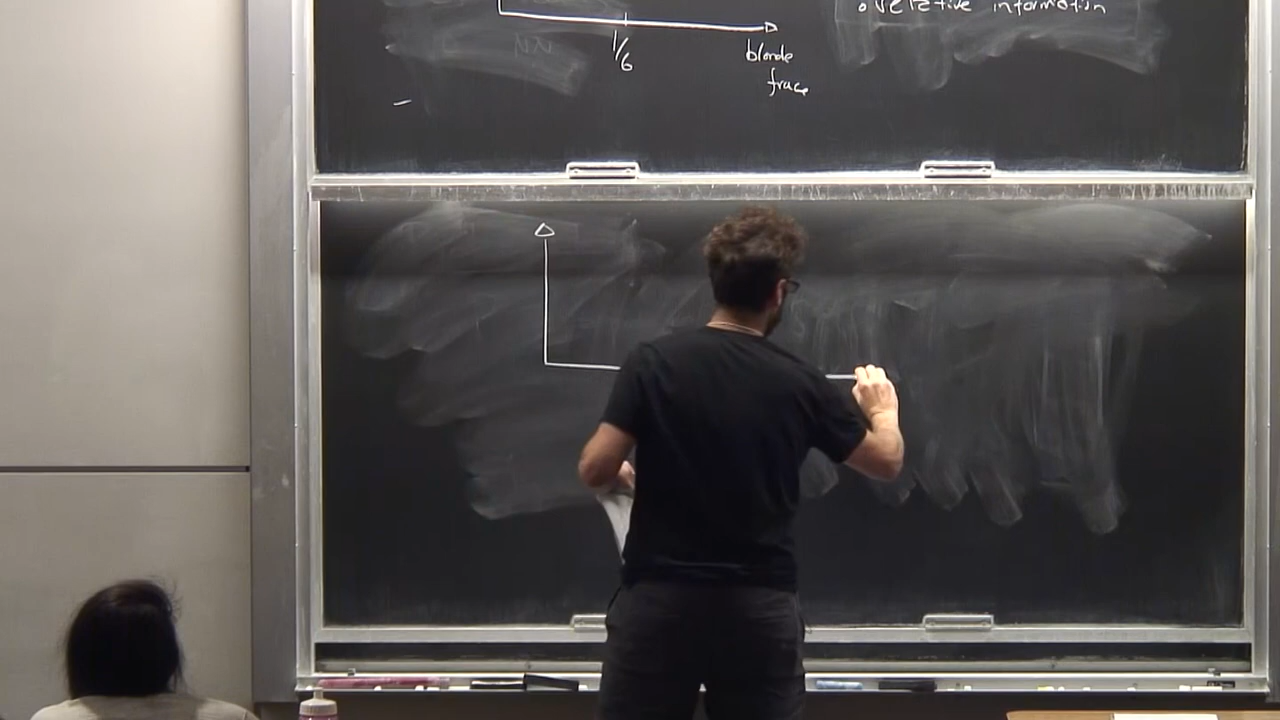 relative information
1/6
blonde
frac